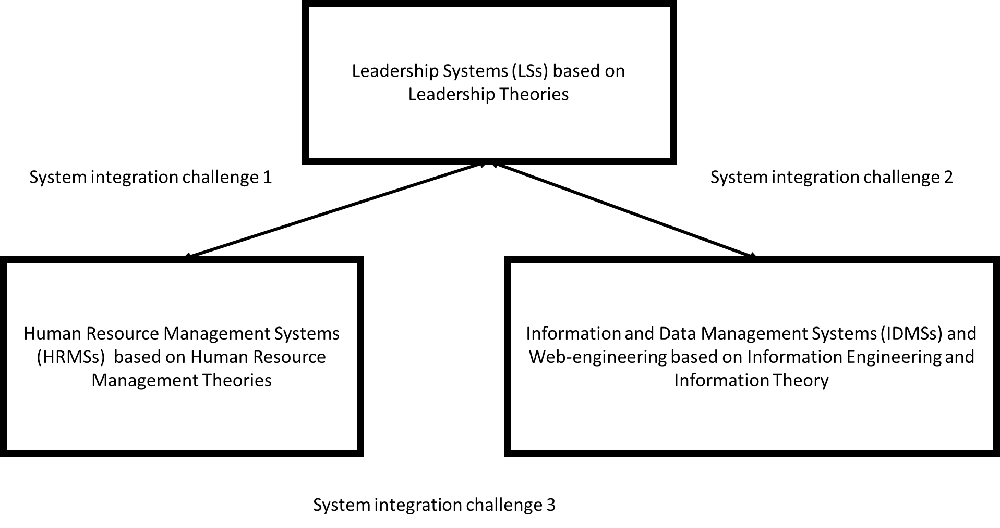 Leadership Systems (LSs) based on
Leadership Theories
System integration challenge 1
System integration challenge 2
Human Resource Management Systems
(HRMSs)  based on Human Resource
Management Theories
Information and Data Management Systems (IDMSs) and
Web-engineering based on Information Engineering and
Information Theory
System integration challenge 3